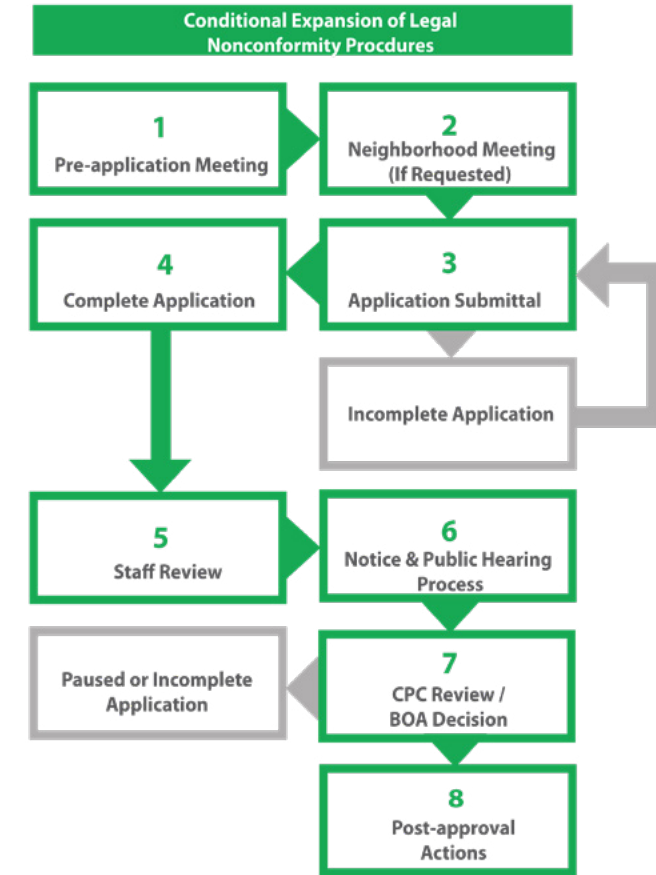 Conditional Expansion of Legal
Nonconformity Procdures
1
Pre-application Meeting
2
Neighborhood Meeting
(If Requested)
4
Complete Application
3
Application Submittal
Incomplete Application
5
Staff Review
6
Notice & Public Hearing
Process
Paused or Incomplete
Application
7
CPC Review /
BOA Decision
8
Post-approval
Actions